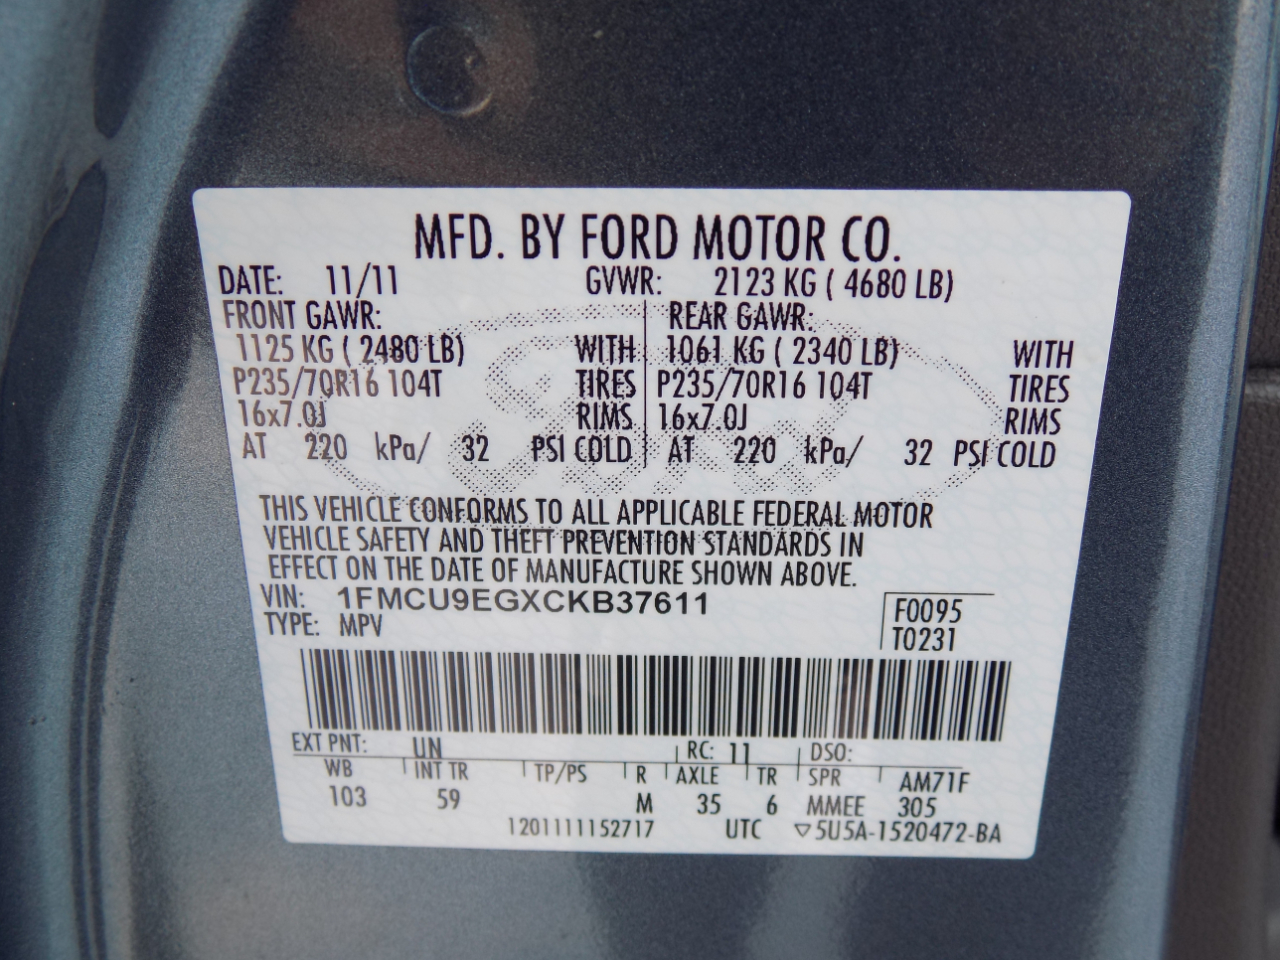 MFD. BY FORD MOTOR CO.
DATE: 11/11 GVWR: 2123 KG ( 4680 LB)
FRONT GAWR: REAR GAWR:
1125 KG ( 2480 LB) WITH 1061 KG ( 2340 LB) WITH
P235/70R16 104T TIRES P235/70R16 104T TIRES
16x7.0J RIMS 16x7.0J RIMS
AT 220 kPa/ 32 PSI COLD AT 220 kPa/ 32 PSI COLD
THIS VEHICLE CONFORMS TO ALL APPLICABLE FEDERAL MOTOR
VEHICLE SAFETY AND THEFT PREVENTION STANDARDS IN
EFFECT ON THE DATE OF MANUFACTURE SHOWN ABOVE.
VIN: 1FMCU9EGXCKB37611 F0095
TYPE: MPV T0231
EXT PNT: UN RC: 11 DSO:
WB INT TR TP/PS R AXLE TR SPR AM71F
103 59 M 35 6 MMEE 305
1201111152717 UTC ▽5U5A-1520472-BA
Ford